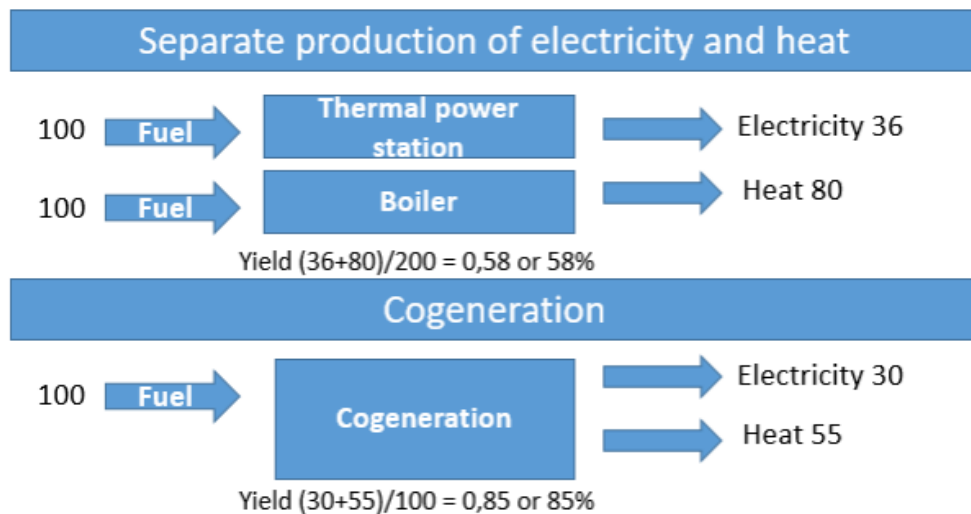 Separate production of electricity and heat
100
Fuel
Thermal power
station
Electricity 36
100
Fuel
Boiler
Heat 80
Yield (36+80)/200 = 0,58 or 58%
Cogeneration
100
Fuel
Cogeneration
Electricity 30
Heat 55
Yield (30+55)/100 = 0,85 or 85%